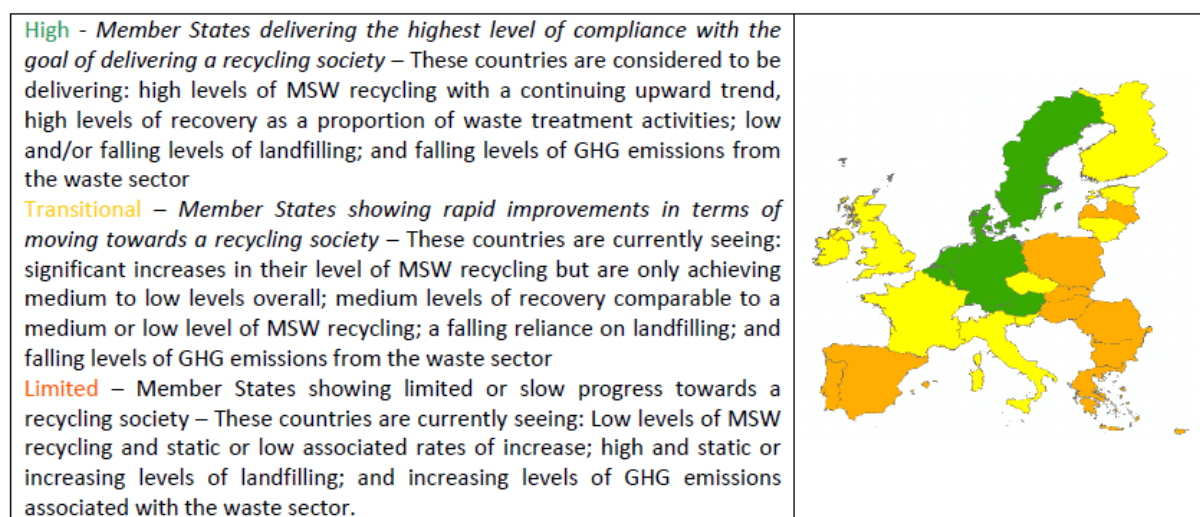 High - Member States delivering the highest level of compliance with the
goal of delivering a recycling society – These countries are considered to be
delivering: high levels of MSW recycling with a continuing upward trend,
high levels of recovery as a proportion of waste treatment activities; low
and/or falling levels of landfilling; and falling levels of GHG emissions from
the waste sector
Transitional – Member States showing rapid improvements in terms of
moving towards a recycling society – These countries are currently seeing:
significant increases in their level of MSW recycling but are only achieving
medium to low levels overall; medium levels of recovery comparable to a
medium or low level of MSW recycling; a falling reliance on landfilling; and
falling levels of GHG emissions from the waste sector
Limited – Member States showing limited or slow progress towards a
recycling society – These countries are currently seeing: Low levels of MSW
recycling and static or low associated rates of increase; high and static or
increasing levels of landfilling; and increasing levels of GHG emissions
associated with the waste sector.